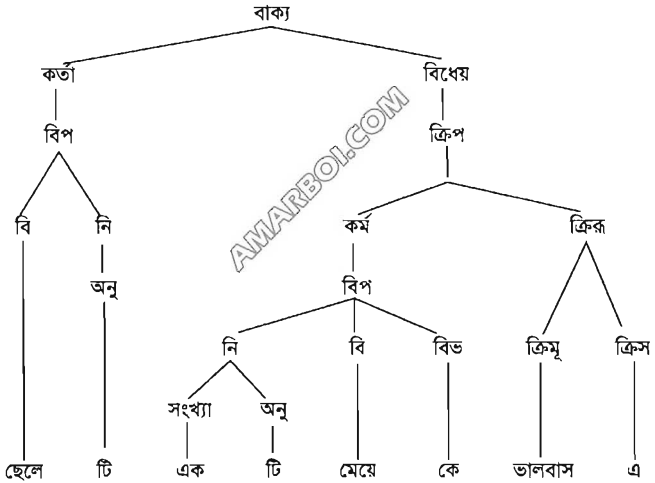 বাক্য
কর্তা বিধেয়
বিপ ক্রিপ
বি নি কর্ম ক্রিরূ
অনু বিপ
নি বি বিভ ক্রিমূ ক্রিস
সংখ্যা অনু
ছেলে টি এক টি মেয়ে কে ভালবাস এ
AMARBOI.COM